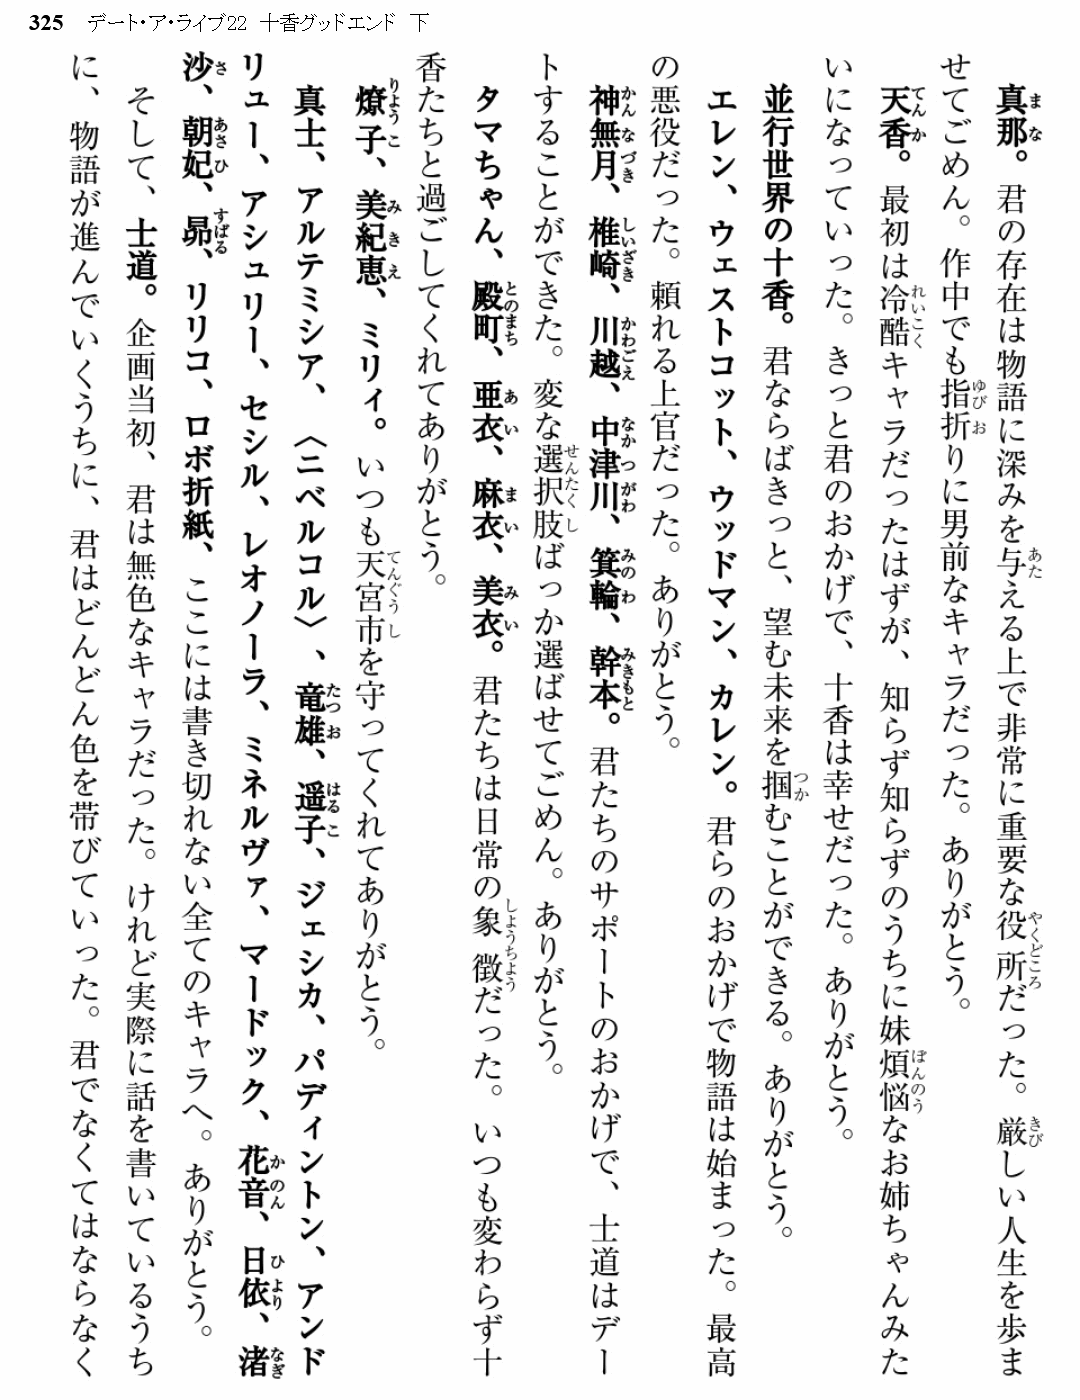 325　デート・ア・ライブ22　十香グッドエンド　下
真那。君の存在は物語に深みを与える上で非常に重要な役所だった。厳しい人生を歩ま
せてごめん。作中でも指折りに男前なキャラだった。ありがとう。
天香。最初は冷酷キャラだったはずが、知らず知らずのうちに妹煩悩なお姉ちゃんみた
いになっていった。きっと君のおかげで、十香は幸せだった。ありがとう。
並行世界の十香。君ならばきっと、望む未来を掴むことができる。ありがとう。
エレン、ウェストコット、ウッドマン、カレン。君らのおかげで物語は始まった。最高
の悪役だった。頼れる上官だった。ありがとう。
神無月、椎崎、川越、中津川、箕輪、幹本。君たちのサポートのおかげで、士道はデー
トすることができた。変な選択肢ばっか選ばせてごめん。ありがとう。
タマちゃん、殿町、亜衣、麻衣、美衣。君たちは日常の象徴だった。いつも変わらず十
香たちと過ごしてくれてありがとう。
燎子、美紀恵、ミリィ。いつも天宮市を守ってくれてありがとう。
真士、アルテミシア、〈ニベルコル〉、竜雄、遥子、ジェシカ、パディントン、アンド
リュー、アシュリー、セシル、レオノーラ、ミネルヴァ、マードック、花音、日依、渚
沙、朝妃、昴、リリコ、ロボ折紙、ここには書き切れない全てのキャラへ。ありがとう。
そして、士道。企画当初、君は無色なキャラだった。けれど実際に話を書いているうち
に、物語が進んでいくうちに、君はどんどん色を帯びていった。君でなくてはならなく